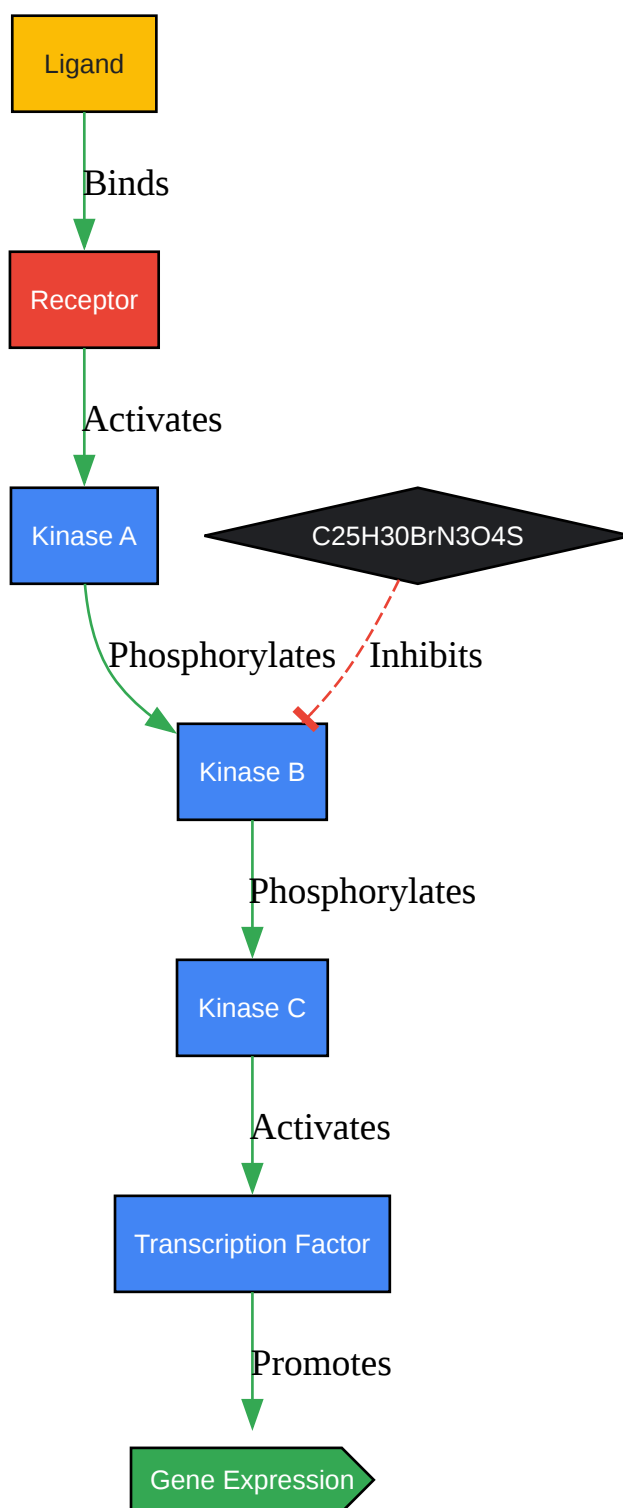 Ligand
Binds
Receptor
Activates
Kinase A
C25H30BrN3O4S
Phosphorylates
Inhibits
Kinase B
Phosphorylates
Kinase C
Activates
Transcription Factor
Promotes
Gene Expression